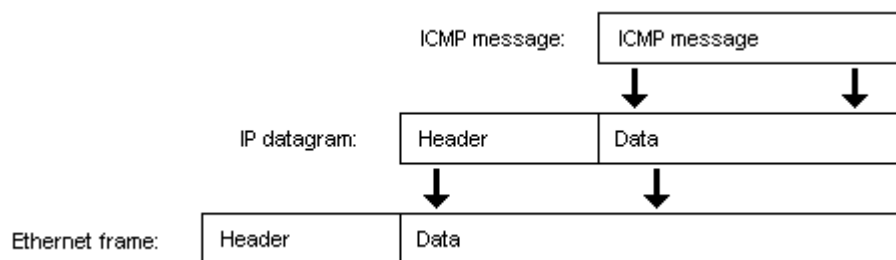 ICMP message: ICMP message
IP datagram: Header Data
Ethernet frame: Header Data